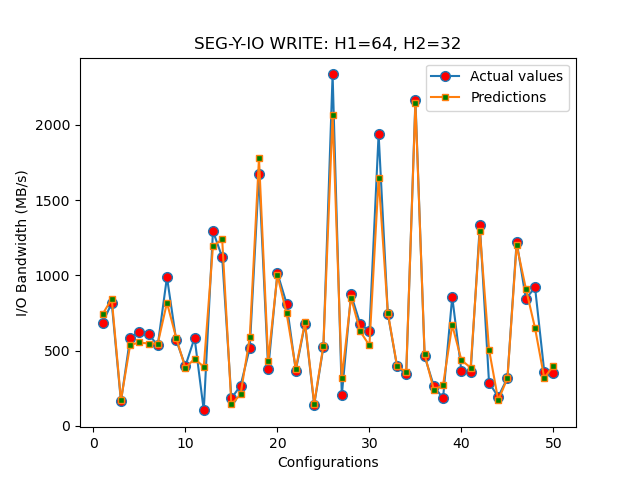 SEG-Y-IO WRITE: H1=64, H2=32
Actual values
Predictions
I/O Bandwidth (MB/s)
2000
1500
1000
500
0
0 10 20 30 40 50
Configurations